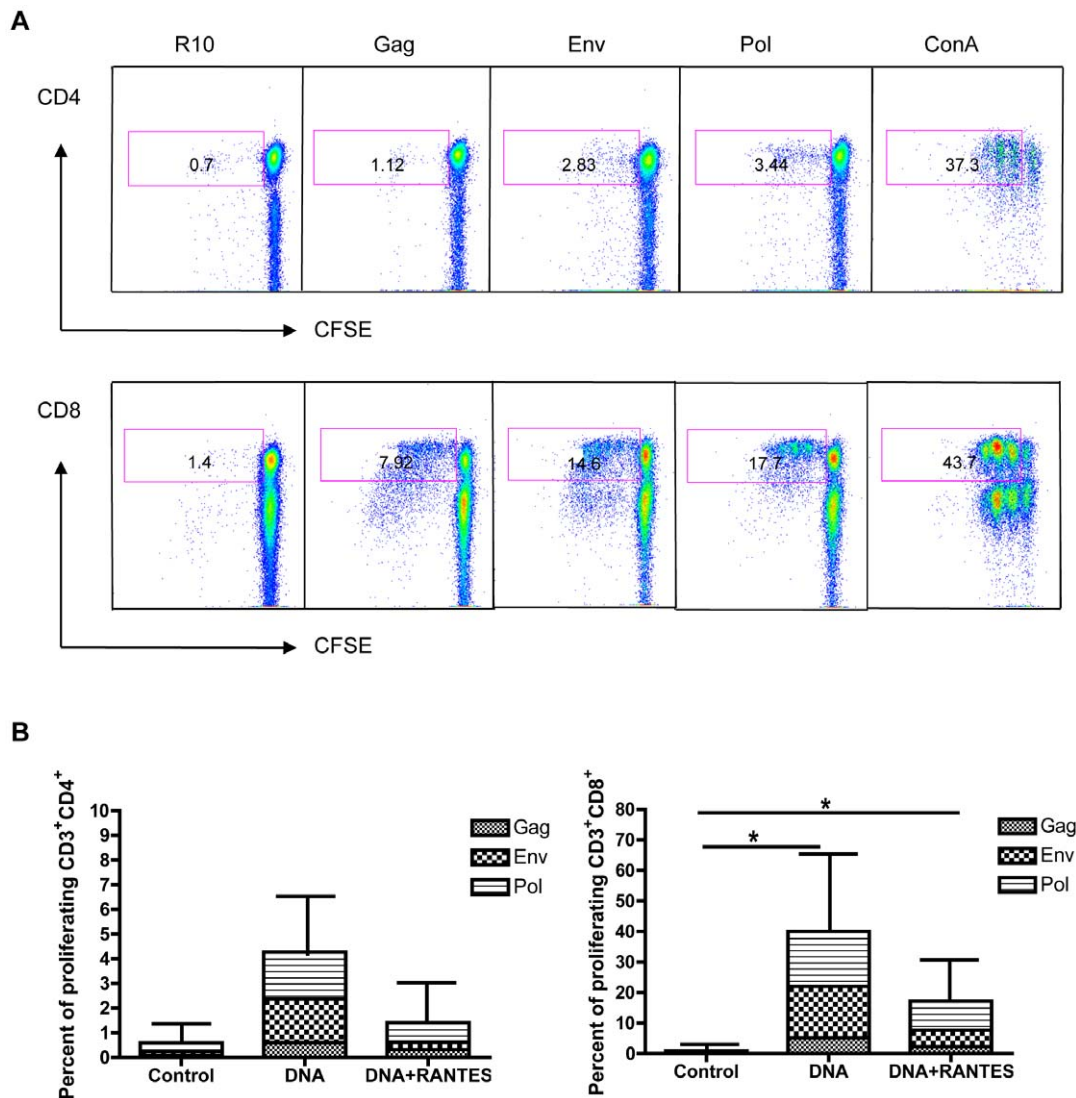 A
R10 Gag Env Pol ConA
CD4
0.7 1.12 2.83 3.44 37.3
CFSE
CD8
1.4 7.92 14.6 17.7 43.7
CFSE
B
Percent of proliferating CD3⁺CD4⁺
10
9
8
7
6
5
4
3
2
1
0
Gag
Env
Pol
Control DNA DNA+RANTES
Percent of proliferating CD3⁺CD8⁺
80
70
60
50
40
30
20
10
0
*
*
Gag
Env
Pol
Control DNA DNA+RANTES